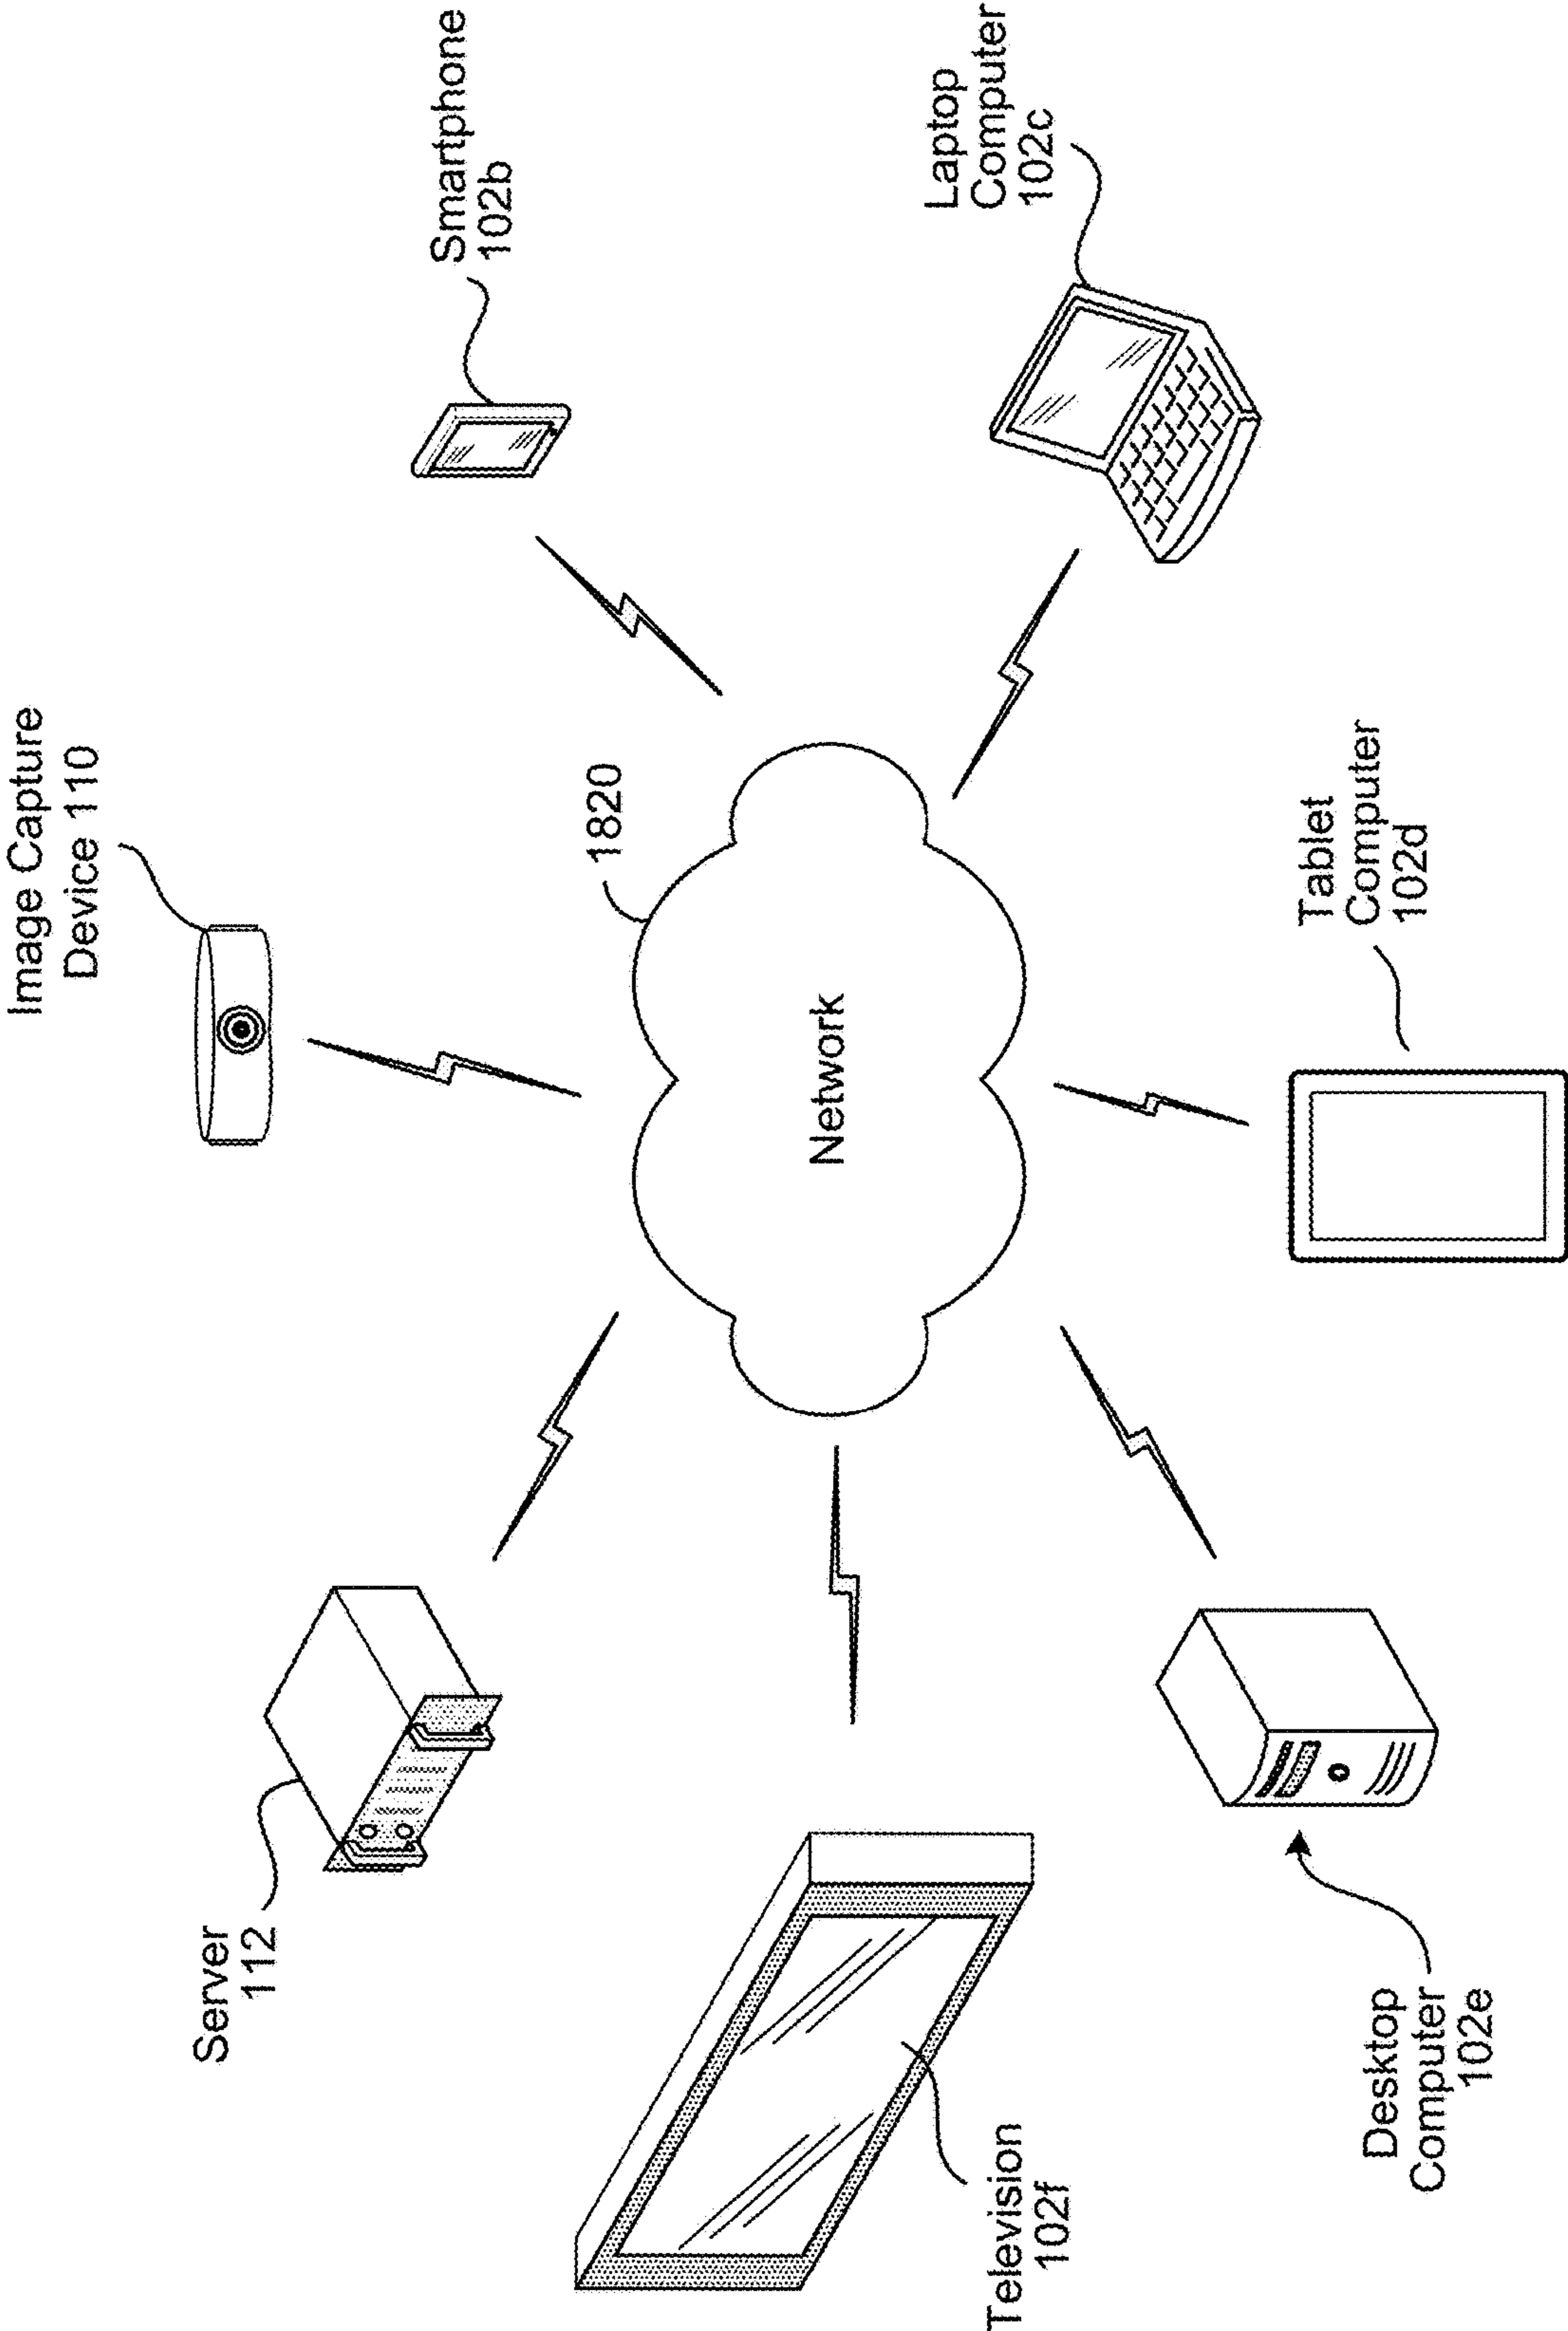 Image Capture
Device 110
Server
112
Smartphone
102b
1820
Network
Television
102f
Laptop
Computer
102c
Desktop
Computer
102e
Tablet
Computer
102d